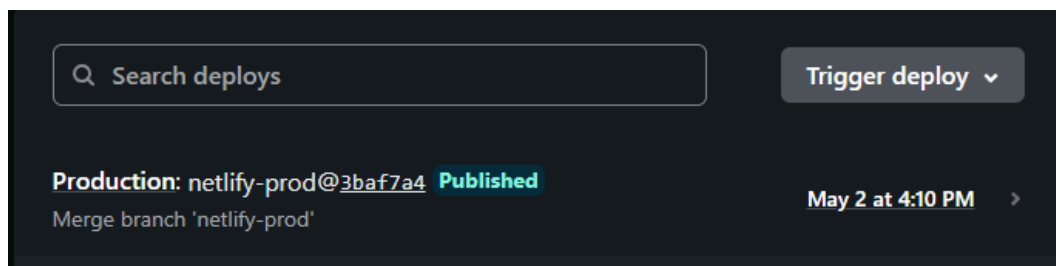 Search deploys
Trigger deploy
Production: netlify-prod@3baf7a4 Published
Merge branch 'netlify-prod'
May 2 at 4:10 PM